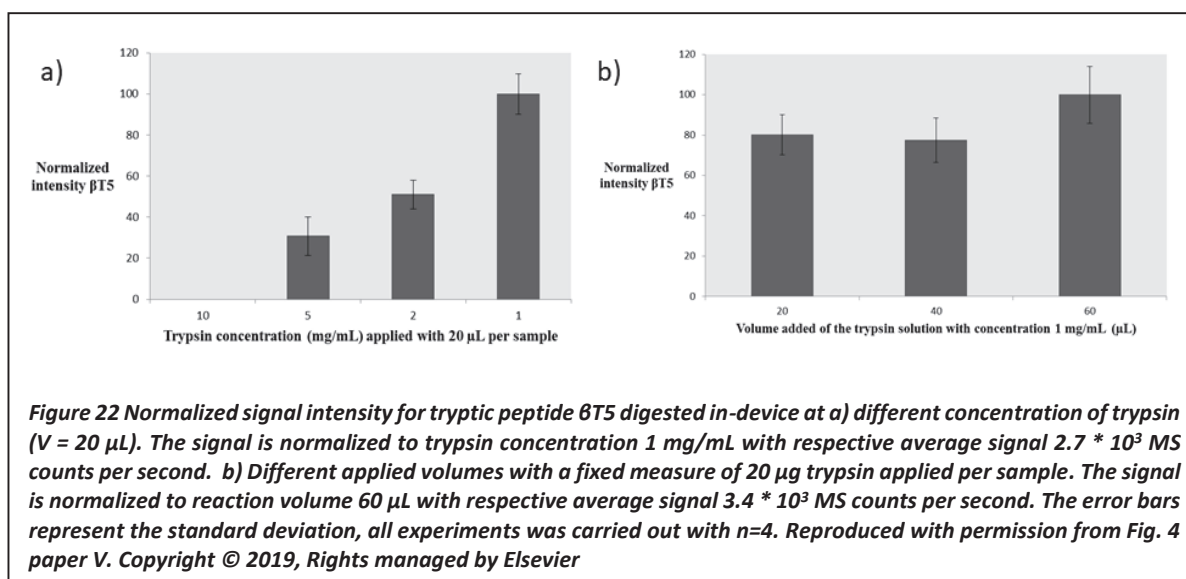 a)
120
100
80
60
40
20
0
Normalized
intensity βT5
10 5 2 1
Trypsin concentration (mg/mL) applied with 20 µL per sample
b)
120
100
80
60
40
20
0
Normalized
intensity βT5
20 40 60
Volume added of the trypsin solution with concentration 1 mg/mL (µL)
Figure 22 Normalized signal intensity for tryptic peptide βT5 digested in-device at a) different concentration of trypsin
(V = 20 µL). The signal is normalized to trypsin concentration 1 mg/mL with respective average signal 2.7 * 10³ MS
counts per second. b) Different applied volumes with a fixed measure of 20 µg trypsin applied per sample. The signal
is normalized to reaction volume 60 µL with respective average signal 3.4 * 10³ MS counts per second. The error bars
represent the standard deviation, all experiments was carried out with n=4. Reproduced with permission from Fig. 4
paper V. Copyright © 2019, Rights managed by Elsevier